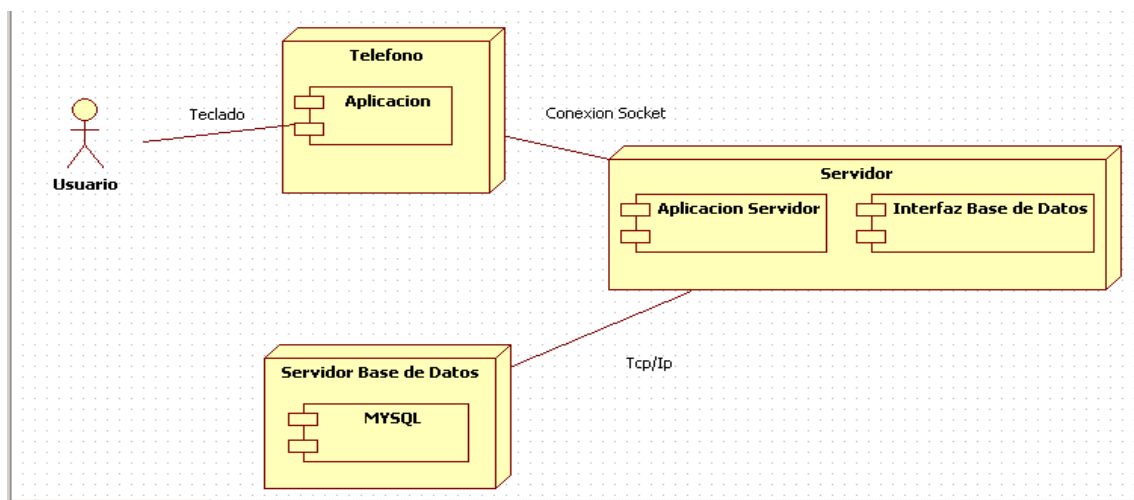 Telefono
Aplicacion
Teclado
Conexion Socket
Usuario
Servidor
Aplicacion Servidor
Interfaz Base de Datos
Tcp/Ip
Servidor Base de Datos
MYSQL